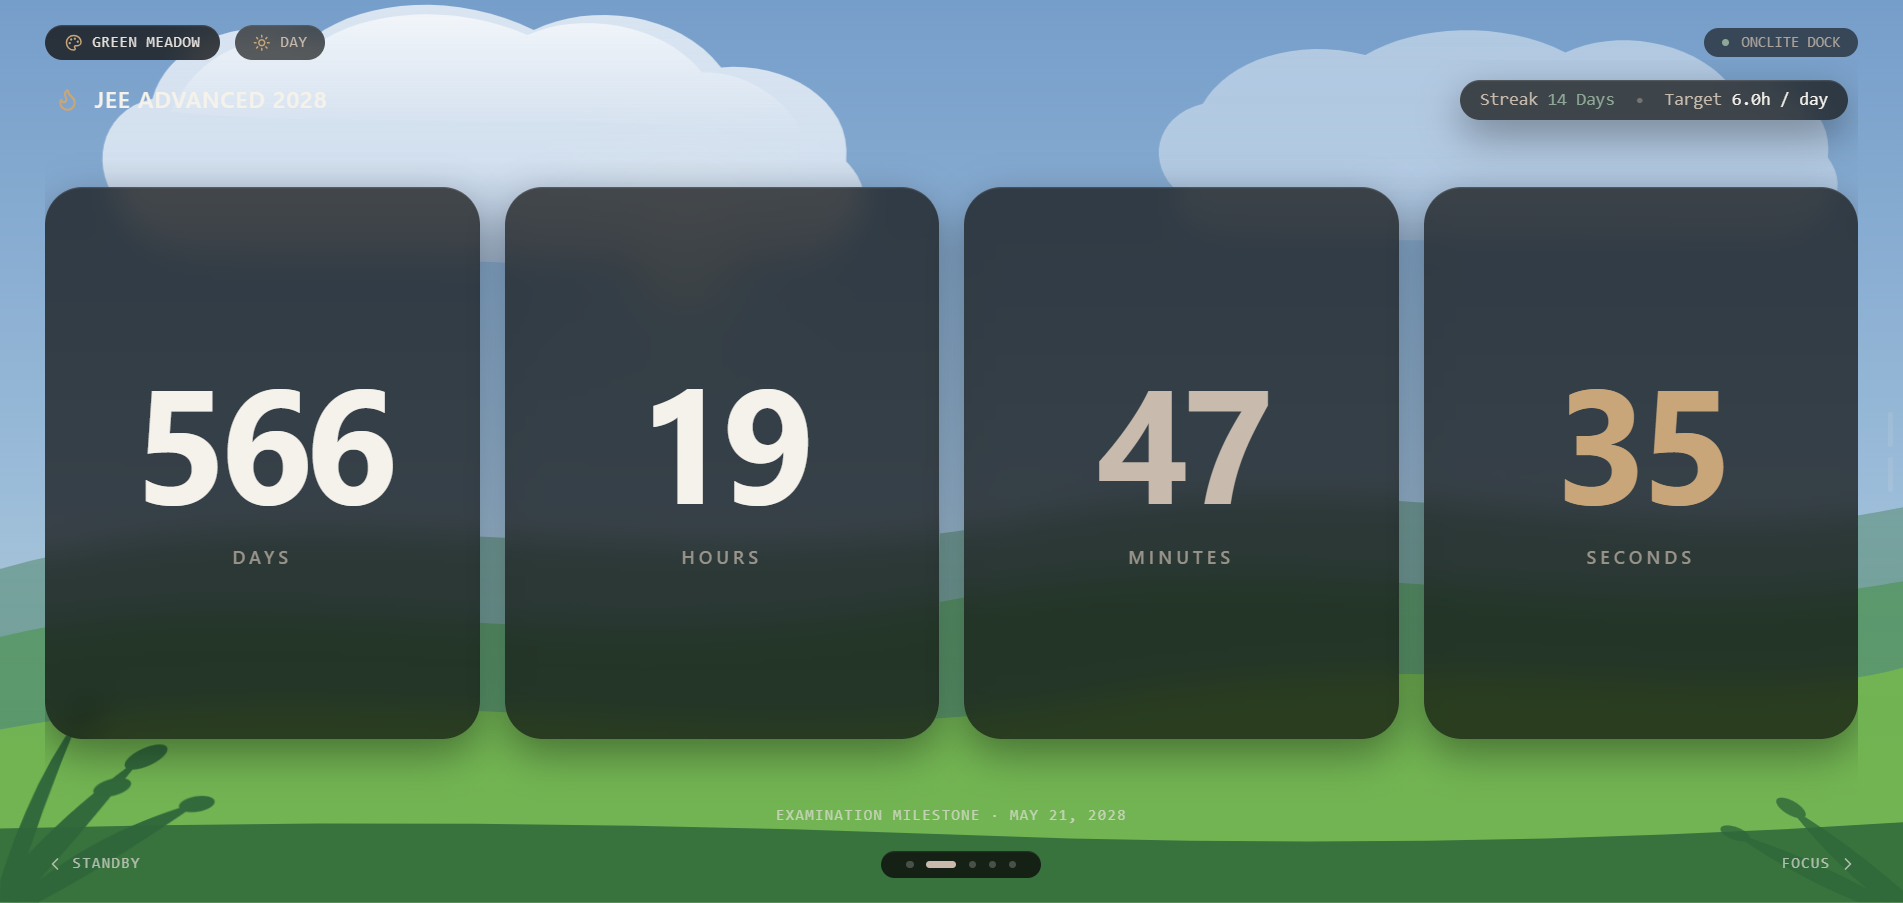 GREEN MEADOW
DAY
ONCLITE DOCK
JEE ADVANCED 2028
Streak 14 Days • Target 6.0h / day
566
DAYS
19
HOURS
47
MINUTES
35
SECONDS
EXAMINATION MILESTONE · MAY 21, 2028
STANDBY
FOCUS